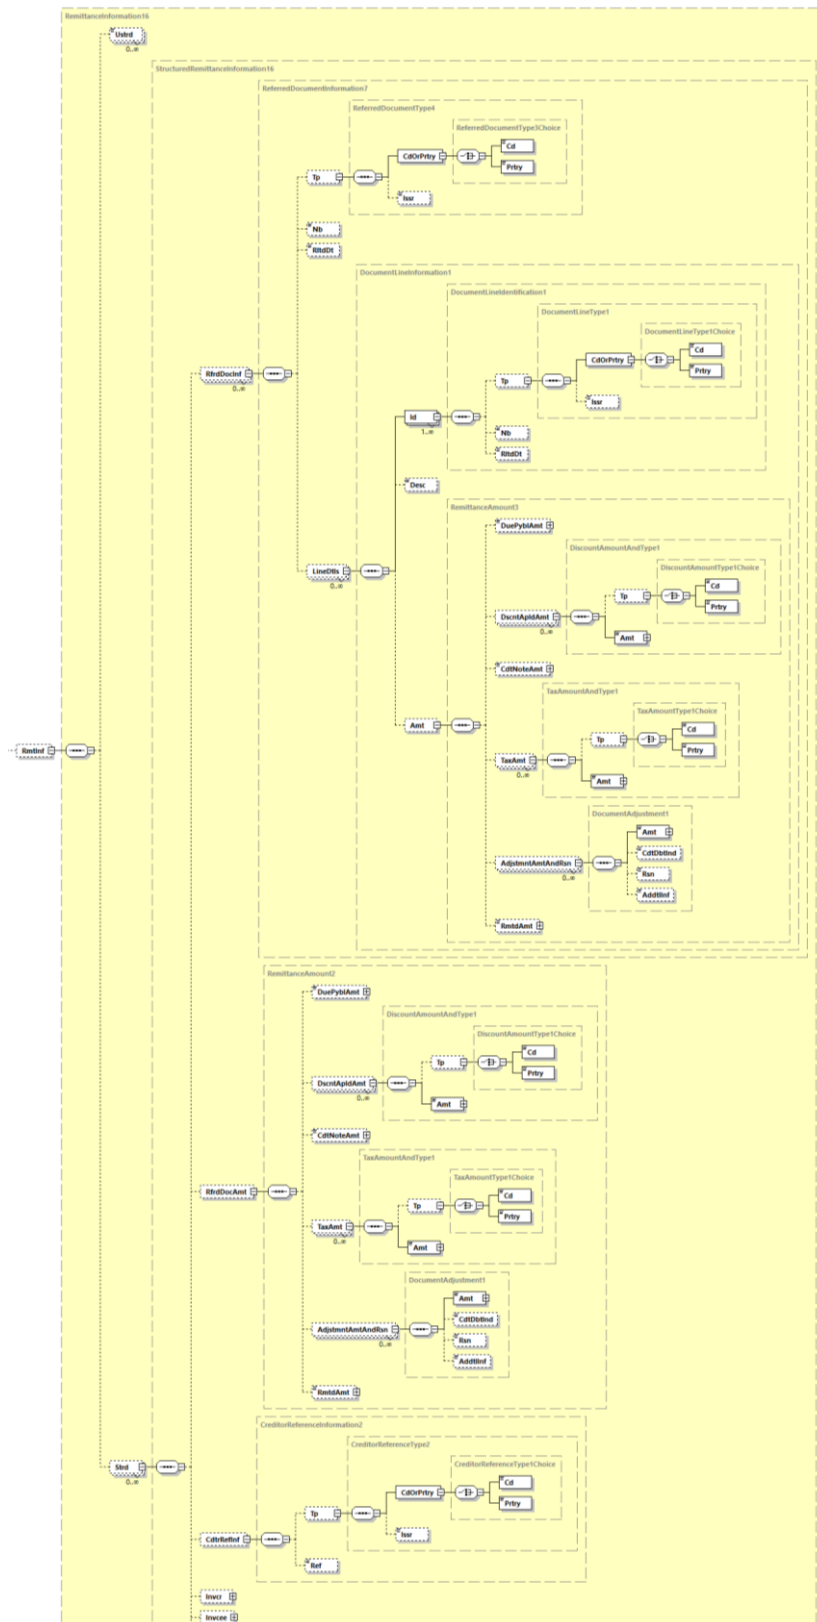 RemittanceInformation16
Ustrd
0..∞
StructuredRemittanceInformation16
ReferredDocumentInformation7
ReferredDocumentType4
ReferredDocumentType3Choice
Cd
CdOrPrtry
Prtry
Tp
Issr
Nb
RltdDt
DocumentLineInformation1
DocumentLineIdentification1
DocumentLineType1
DocumentLineType1Choice
Cd
CdOrPrtry
Prtry
RfrdDocInf
0..∞
Tp
Issr
Id
1..∞
Nb
RltdDt
Desc
RemittanceAmount3
DuePyblAmt
DiscountAmountAndType1
DiscountAmountType1Choice
LineDtls
0..∞
Cd
Tp
Prtry
DscntApldAmt
0..∞
Amt
CdtNoteAmt
TaxAmountAndType1
TaxAmountType1Choice
Amt
Cd
Tp
Prtry
RmtInf
TaxAmt
0..∞
Amt
DocumentAdjustment1
Amt
CdtDbtInd
AdjstmntAmtAndRsn
0..∞
Rsn
AddtlInf
RmtdAmt
RemittanceAmount2
DuePyblAmt
DiscountAmountAndType1
DiscountAmountType1Choice
Cd
Tp
Prtry
DscntApldAmt
0..∞
Amt
CdtNoteAmt
TaxAmountAndType1
TaxAmountType1Choice
RfrdDocAmt
Cd
Tp
Prtry
TaxAmt
0..∞
Amt
DocumentAdjustment1
Amt
CdtDbtInd
AdjstmntAmtAndRsn
0..∞
Rsn
AddtlInf
RmtdAmt
CreditorReferenceInformation2
CreditorReferenceType2
CreditorReferenceType1Choice
Strd
0..∞
Cd
CdOrPrtry
Prtry
Tp
Issr
CdtrRefInf
Ref
Invcr
Invcee